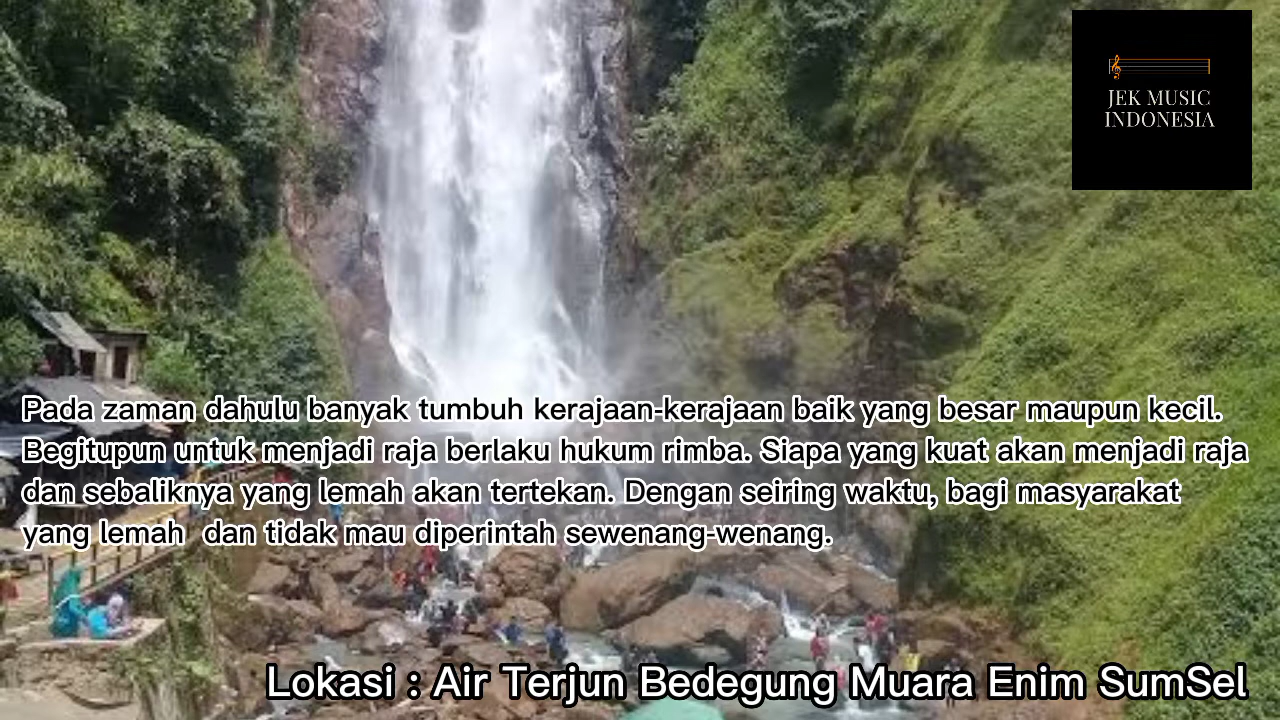 JEK MUSIC
INDONESIA
Pada zaman dahulu banyak tumbuh kerajaan-kerajaan baik yang besar maupun kecil.
Begitupun untuk menjadi raja berlaku hukum rimba. Siapa yang kuat akan menjadi raja
dan sebaliknya yang lemah akan tertekan. Dengan seiring waktu, bagi masyarakat
yang lemah  dan tidak mau diperintah sewenang-wenang.
Lokasi : Air Terjun Bedegung Muara Enim SumSel